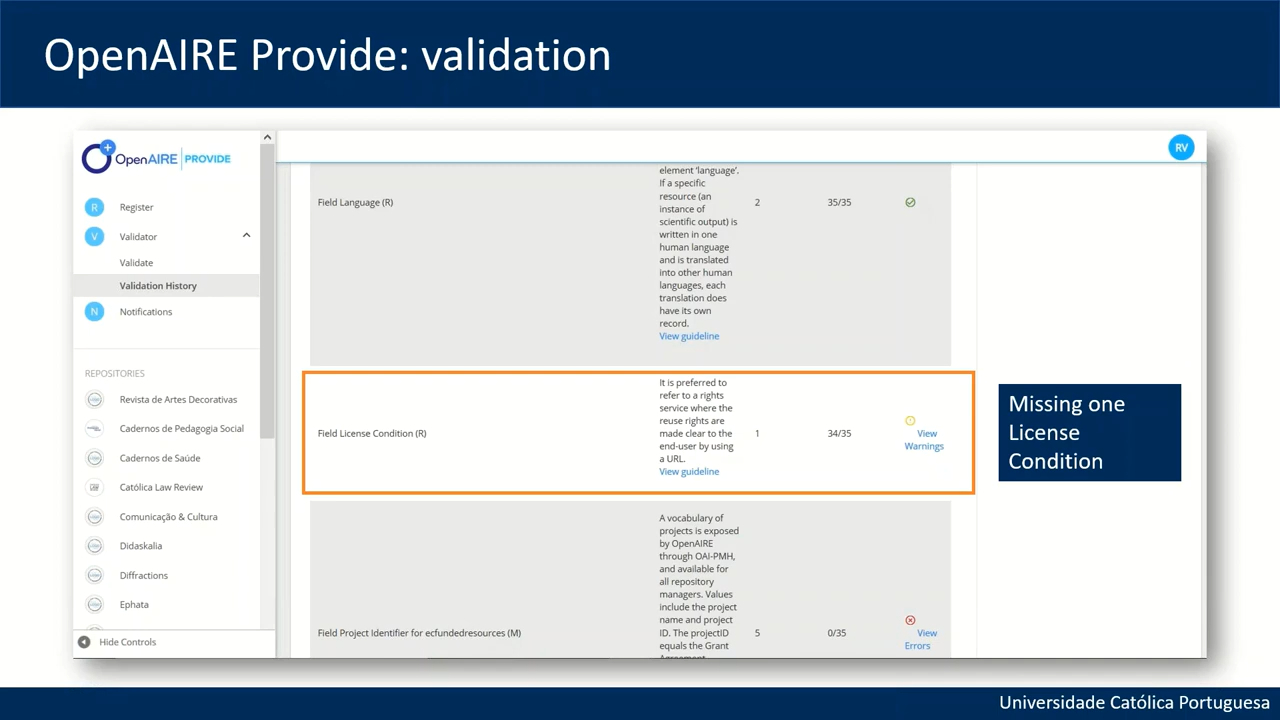 OpenAIRE Provide: validation
OpenAIRE PROVIDE
RV
R Register
V Validator
Validate
Validation History
N Notifications
REPOSITORIES
Revista de Artes Decorativas
Cadernos de Pedagogia Social
Cadernos de Saúde
Católica Law Review
Comunicação & Cultura
Didaskalia
Diffractions
Ephata
Hide Controls
Field Language (R)
element ‘language’.
If a specific
resource (an
instance of
scientific output) is
written in one
human language
and is translated
into other human
languages, each
translation does
have its own
record.
View guideline
2
35/35
Field License Condition (R)
It is preferred to
refer to a rights
service where the
reuse rights are
made clear to the
end-user by using
a URL.
View guideline
1
34/35
View
Warnings
Missing one
License
Condition
Field Project Identifier for ecfundedresources (M)
A vocabulary of
projects is exposed
by OpenAIRE
through OAI-PMH,
and available for
all repository
managers. Values
include the project
name and project
ID. The projectID
equals the Grant
Agreement
5
0/35
View
Errors
Universidade Católica Portuguesa